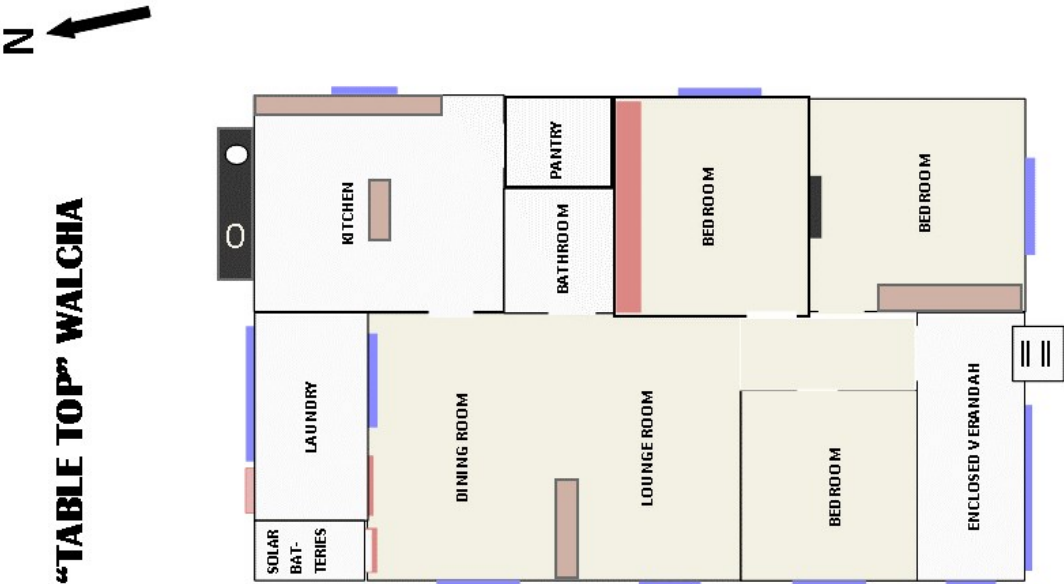 N
“TABLE TOP” WALCHA
KITCHEN
PANTRY
BATHROOM
BEDROOM
BEDROOM
LAUNDRY
DINING ROOM
LOUNGE ROOM
BEDROOM
ENCLOSED VERANDAH
SOLAR
BAT-
TERIES